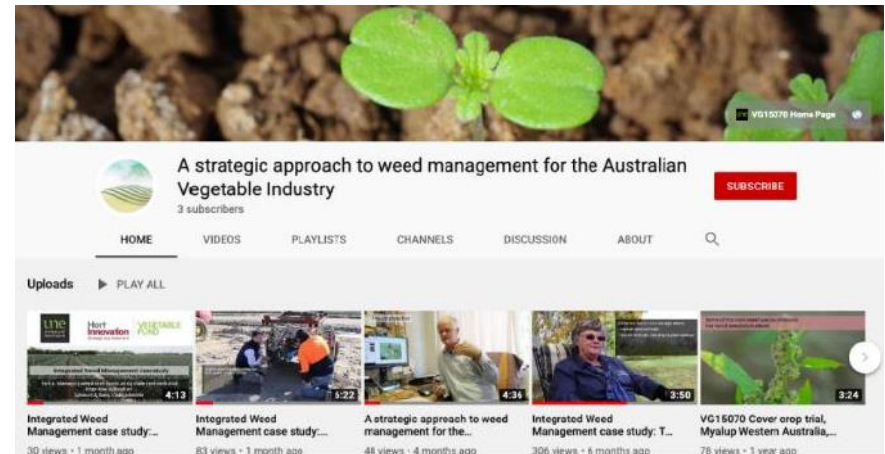 VG15070 Home Page
A strategic approach to weed management for the Australian
Vegetable Industry
3 subscribers
SUBSCRIBE
HOME VIDEOS PLAYLISTS CHANNELS DISCUSSION ABOUT
Uploads PLAY ALL
une
Hort
Innovation
VEGETABLE
FUND
Integrated Weed Management case study
4:13
5:22
4:36
3:50
3:24
Integrated Weed
Management case study:...
30 views • 1 month ago
Integrated Weed
Management case study:...
83 views • 1 month ago
A strategic approach to weed
management for the...
48 views • 4 months ago
Integrated Weed
Management case study: T...
306 views • 6 months ago
VG15070 Cover crop trial,
Myalup Western Australia,...
78 views • 1 year ago